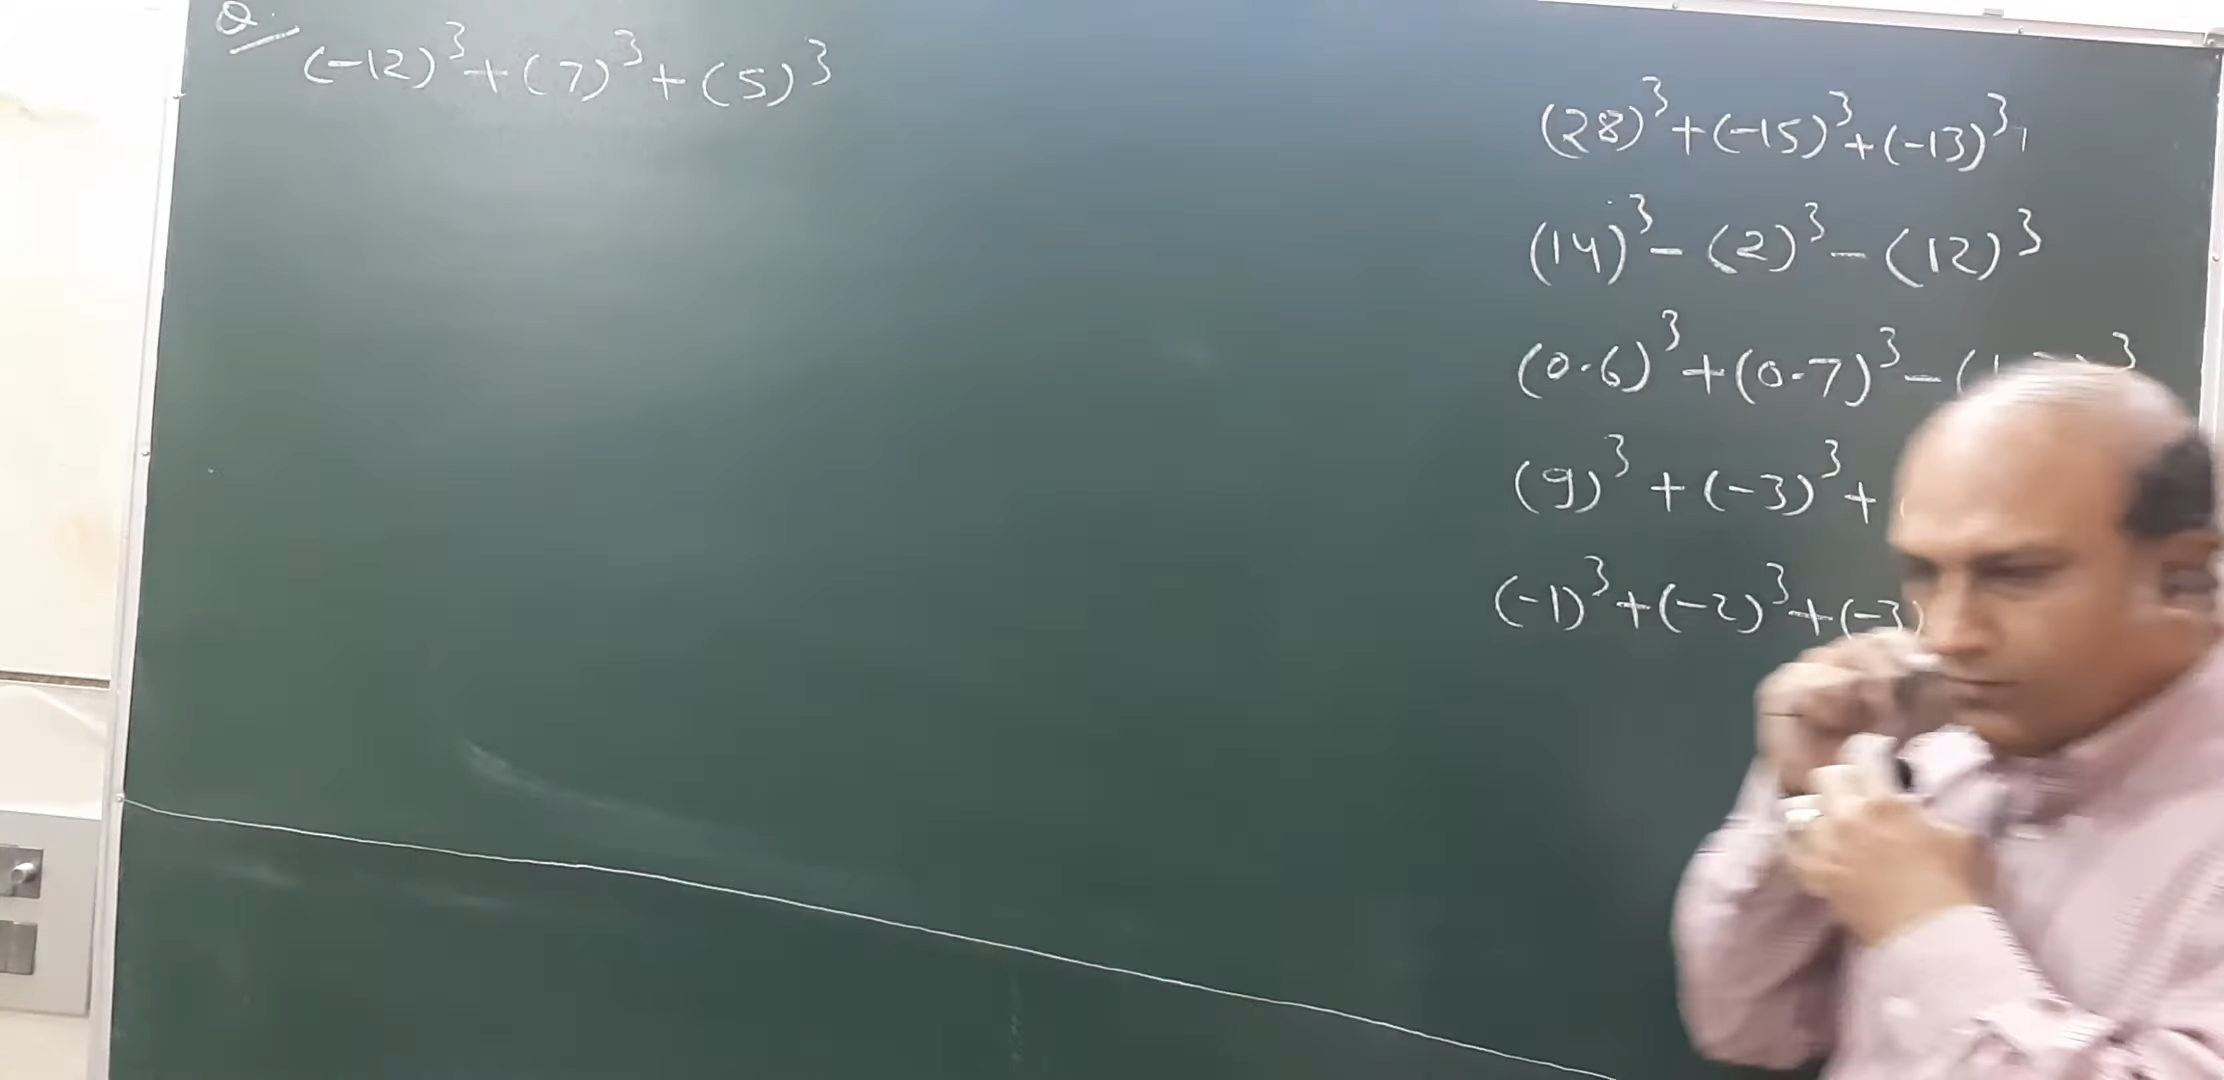 Q. (-12)³ + (7)³ + (5)³
(28)³ + (-15)³ + (-13)³,
(14)³ - (2)³ - (12)³
(0.6)³ + (0.7)³ - (
(9)³ + (-3)³ +
(-1)³ + (-2)³ + (-3)